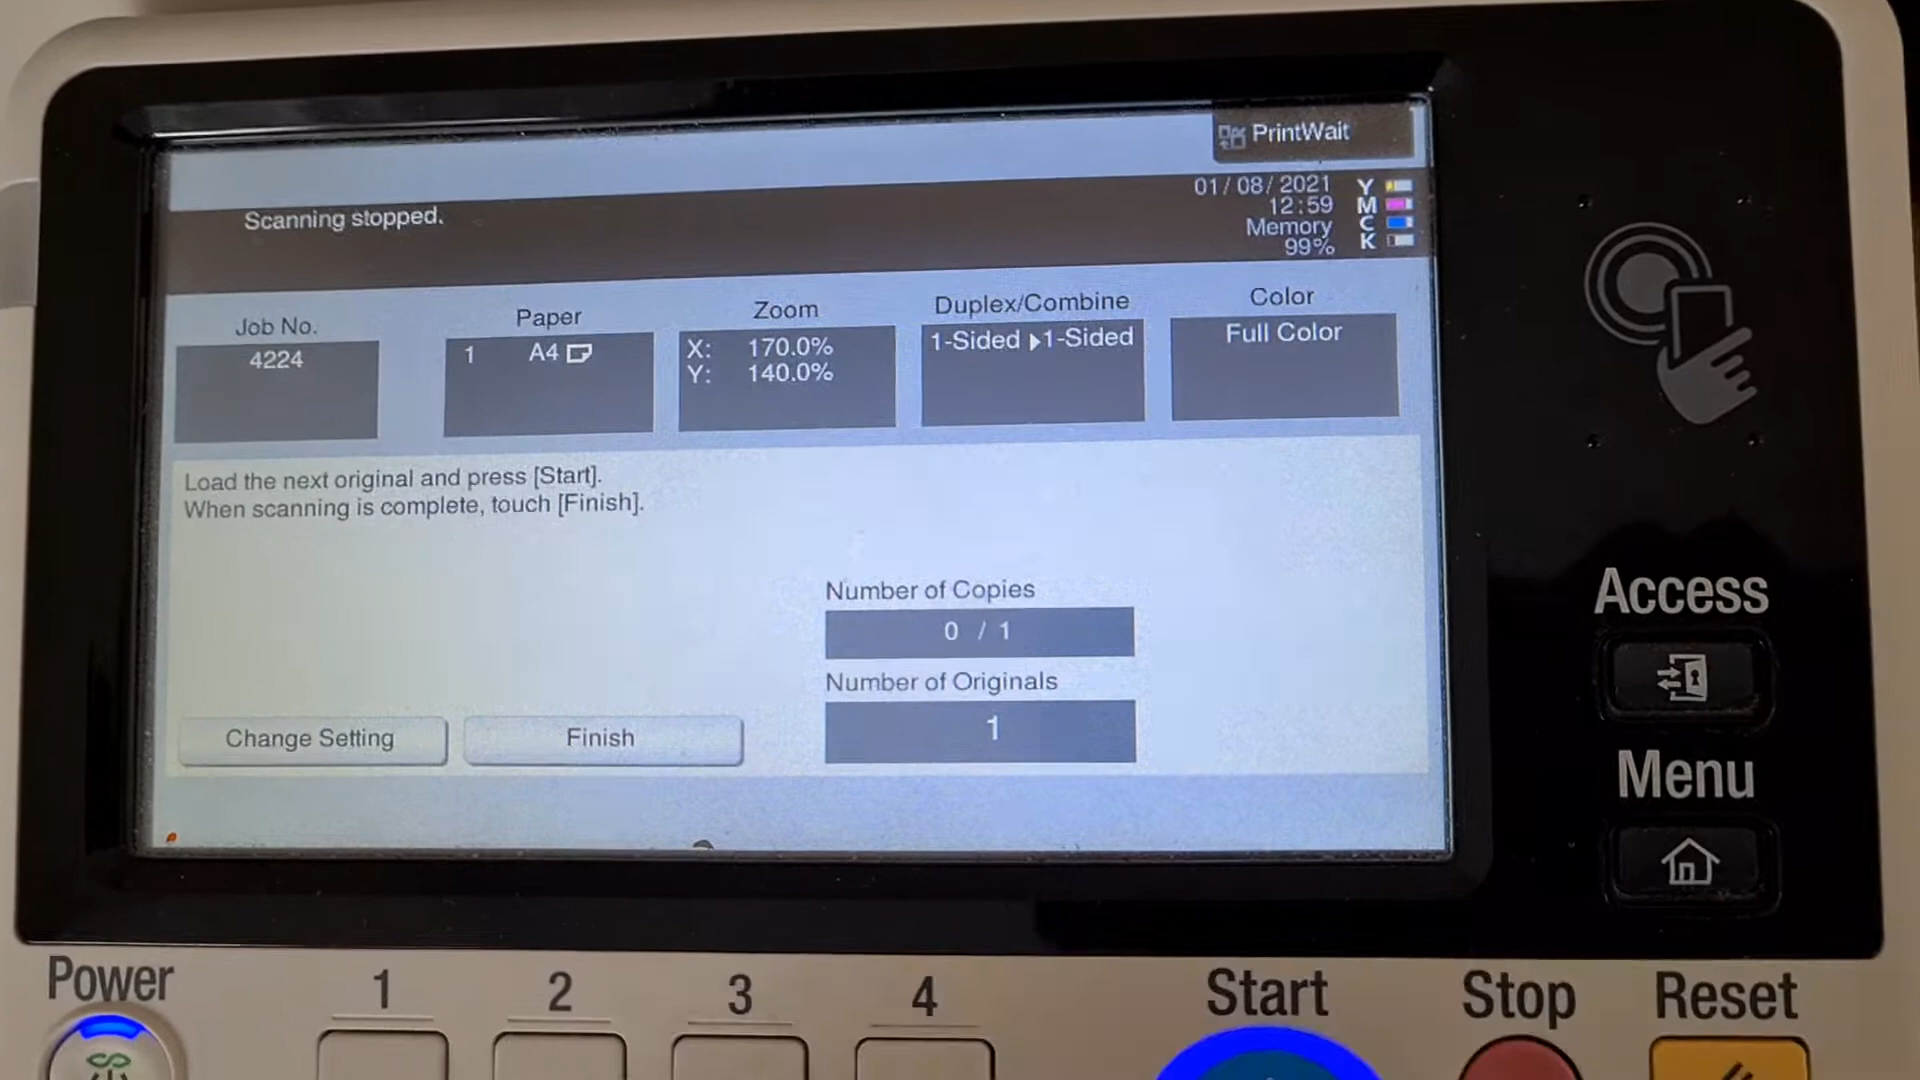 PrintWait
Scanning stopped.
01/08/2021
12:59
Memory
99%
Y
M
C
K
Job No.
4224
Paper
1 A4
Zoom
X: 170.0%
Y: 140.0%
Duplex/Combine
1-Sided ▶1-Sided
Color
Full Color
Load the next original and press [Start].
When scanning is complete, touch [Finish].
Number of Copies
0 / 1
Number of Originals
1
Change Setting
Finish
Access
Menu
Power
1
2
3
4
Start
Stop
Reset